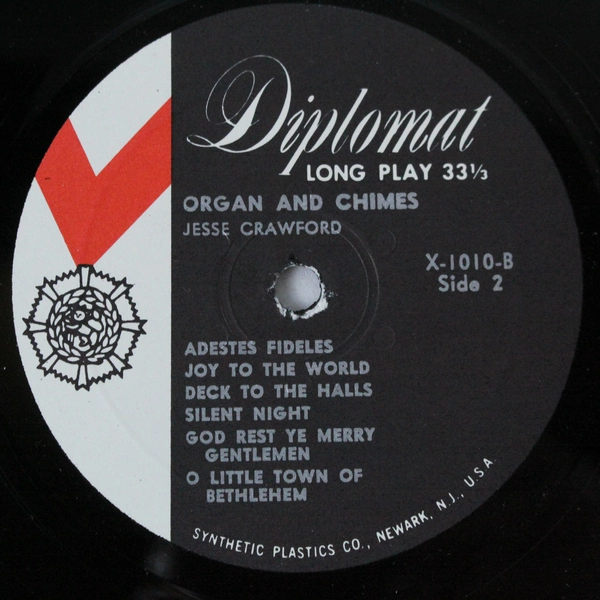 Diplomat
LONG PLAY 33⅓
ORGAN AND CHIMES
JESSE CRAWFORD
X-1010-B
Side 2
ADESTES FIDELES
JOY TO THE WORLD
DECK TO THE HALLS
SILENT NIGHT
GOD REST YE MERRY
GENTLEMEN
O LITTLE TOWN OF
BETHLEHEM
SYNTHETIC PLASTICS CO., NEWARK, N.J., U.S.A.